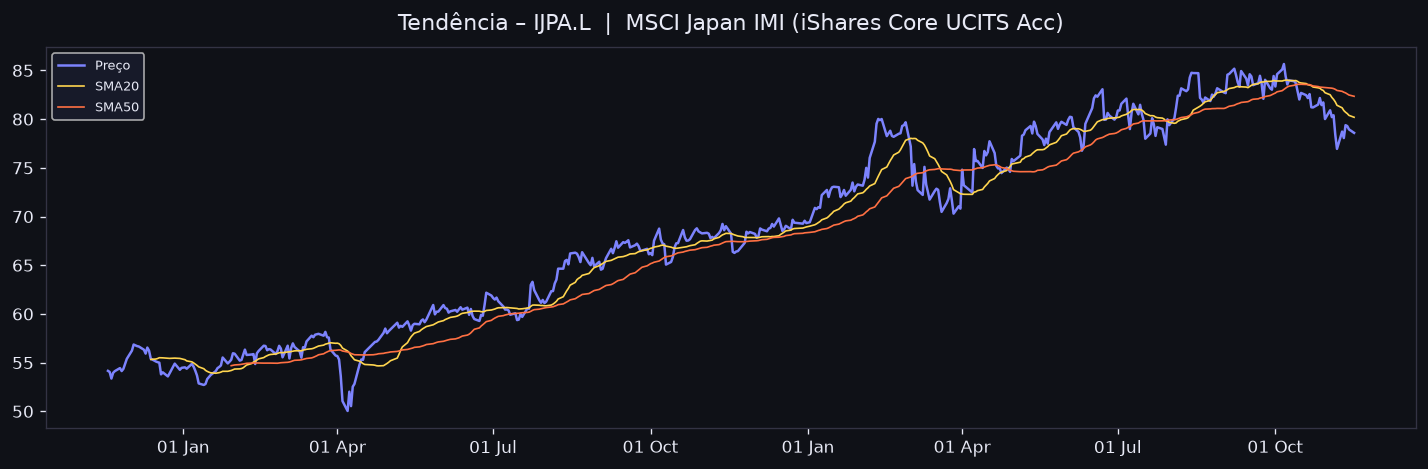 Tendência – IJPA.L  |  MSCI Japan IMI (iShares Core UCITS Acc)
Preço
SMA20
SMA50
85
80
75
70
65
60
55
50
01 Jan
01 Apr
01 Jul
01 Oct
01 Jan
01 Apr
01 Jul
01 Oct